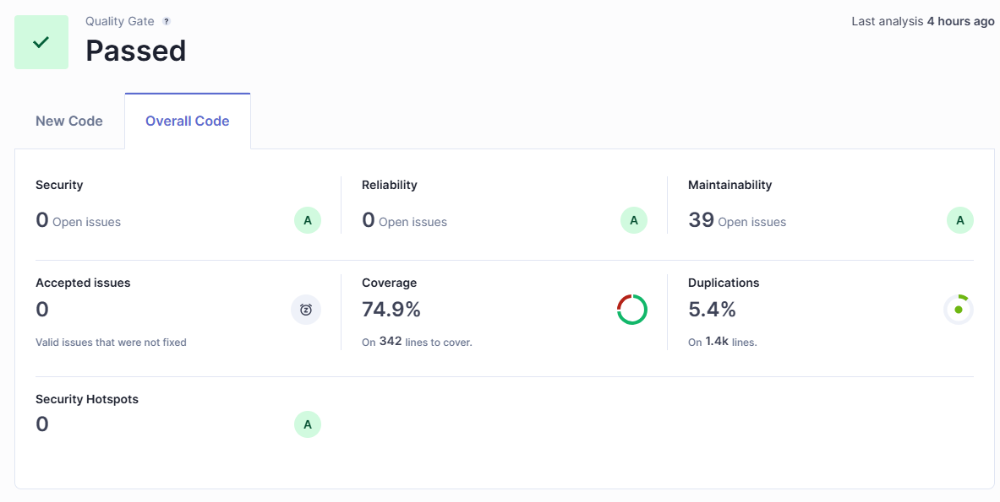 Quality Gate ?
Passed
Last analysis 4 hours ago
New Code
Overall Code
Security
0 Open issues
A
Reliability
0 Open issues
A
Maintainability
39 Open issues
A
Accepted issues
0
Valid issues that were not fixed
Coverage
74.9%
On 342 lines to cover.
Duplications
5.4%
On 1.4k lines.
Security Hotspots
0
A